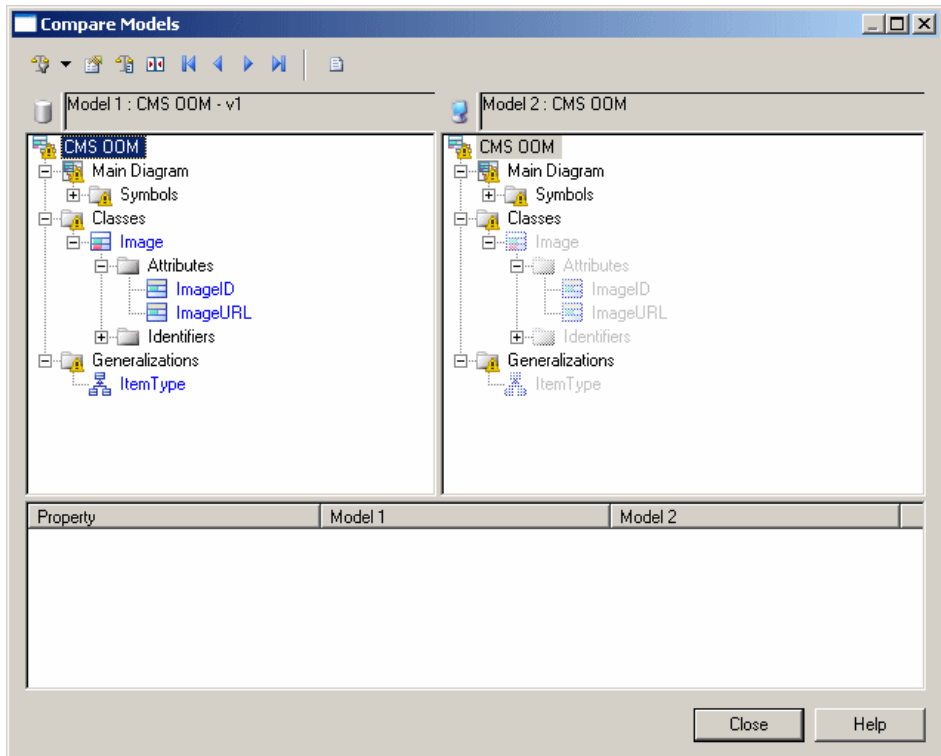 Compare Models
Model 1 : CMS OOM - v1
Model 2 : CMS OOM
CMS OOM
Main Diagram
Symbols
Classes
Image
Attributes
ImageID
ImageURL
Identifiers
Generalizations
ItemType
CMS OOM
Main Diagram
Symbols
Classes
Image
Attributes
ImageID
ImageURL
Identifiers
Generalizations
ItemType
Property Model 1 Model 2
Close Help